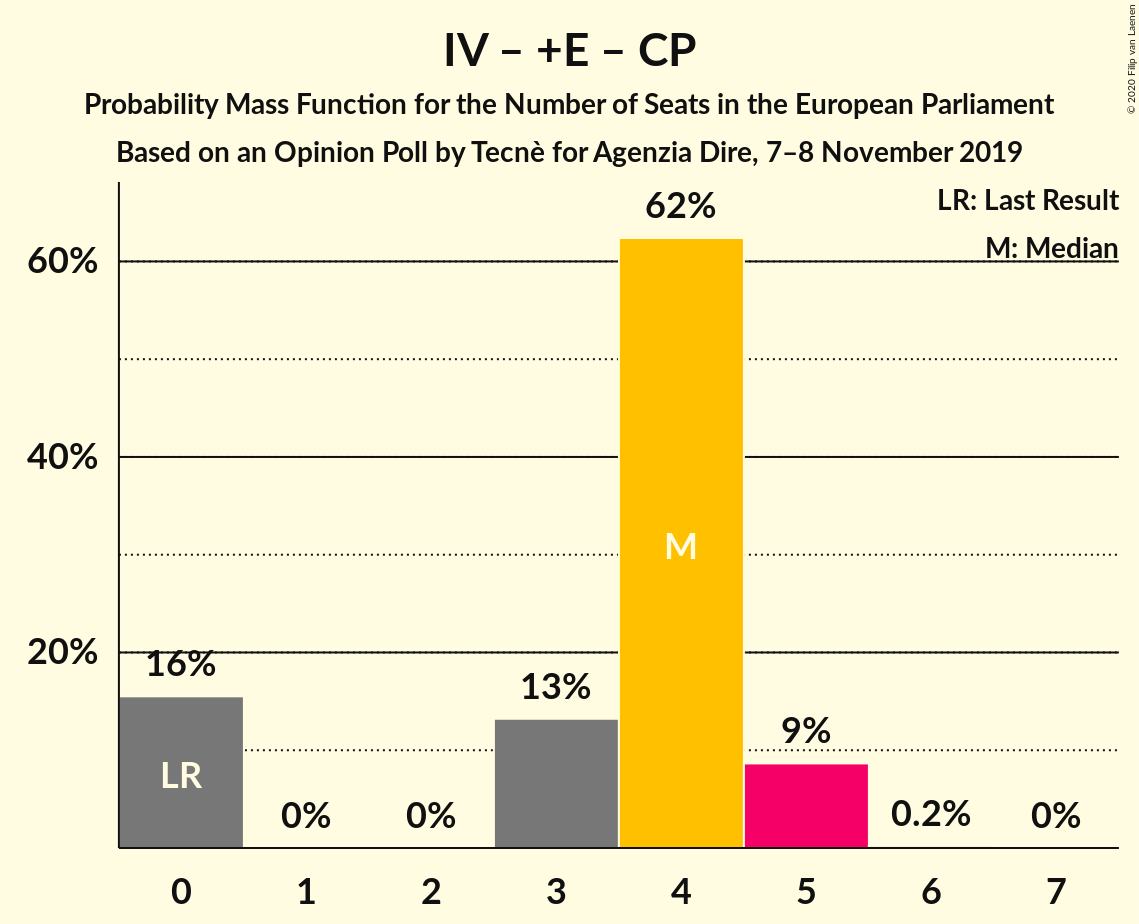 IV – +E – CP
Probability Mass Function for the Number of Seats in the European Parliament
Based on an Opinion Poll by Tecnè for Agenzia Dire, 7–8 November 2019
© 2020 Filip van Laenen
LR: Last Result
M: Median
60%
40%
20%
16%
0%
0%
13%
62%
9%
0.2%
0%
LR
M
0 1 2 3 4 5 6 7